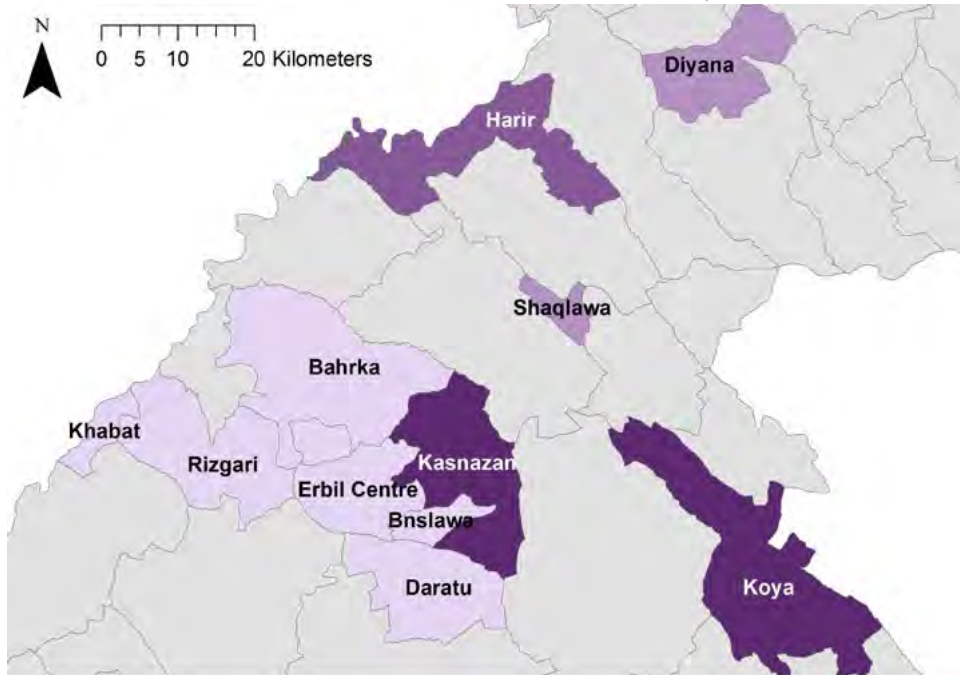 N
0 5 10 20 Kilometers
Diyana
Harir
Shaqlawa
Bahrka
Khabat
Rizgari
Kasnazan
Erbil Centre
Bnslawa
Daratu
Koya